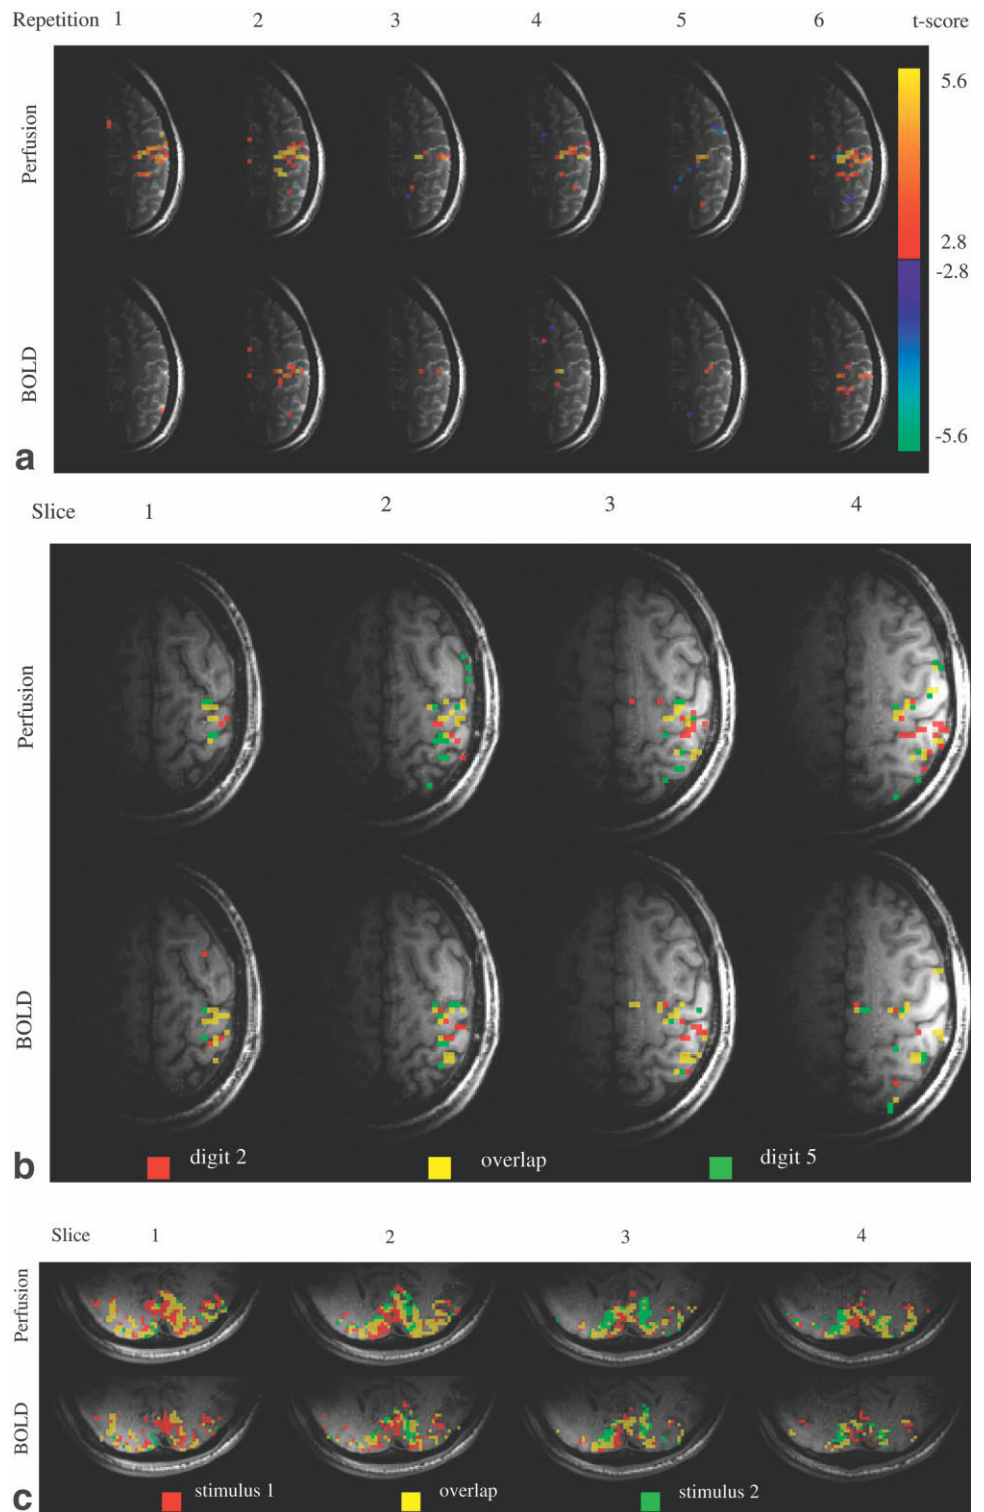 Repetition 1 2 3 4 5 6 t-score
5.6
Perfusion
2.8
-2.8
BOLD
-5.6
a
Slice 1 2 3 4
Perfusion
BOLD
b
digit 2 overlap digit 5
Slice 1 2 3 4
Perfusion
BOLD
c
stimulus 1 overlap stimulus 2